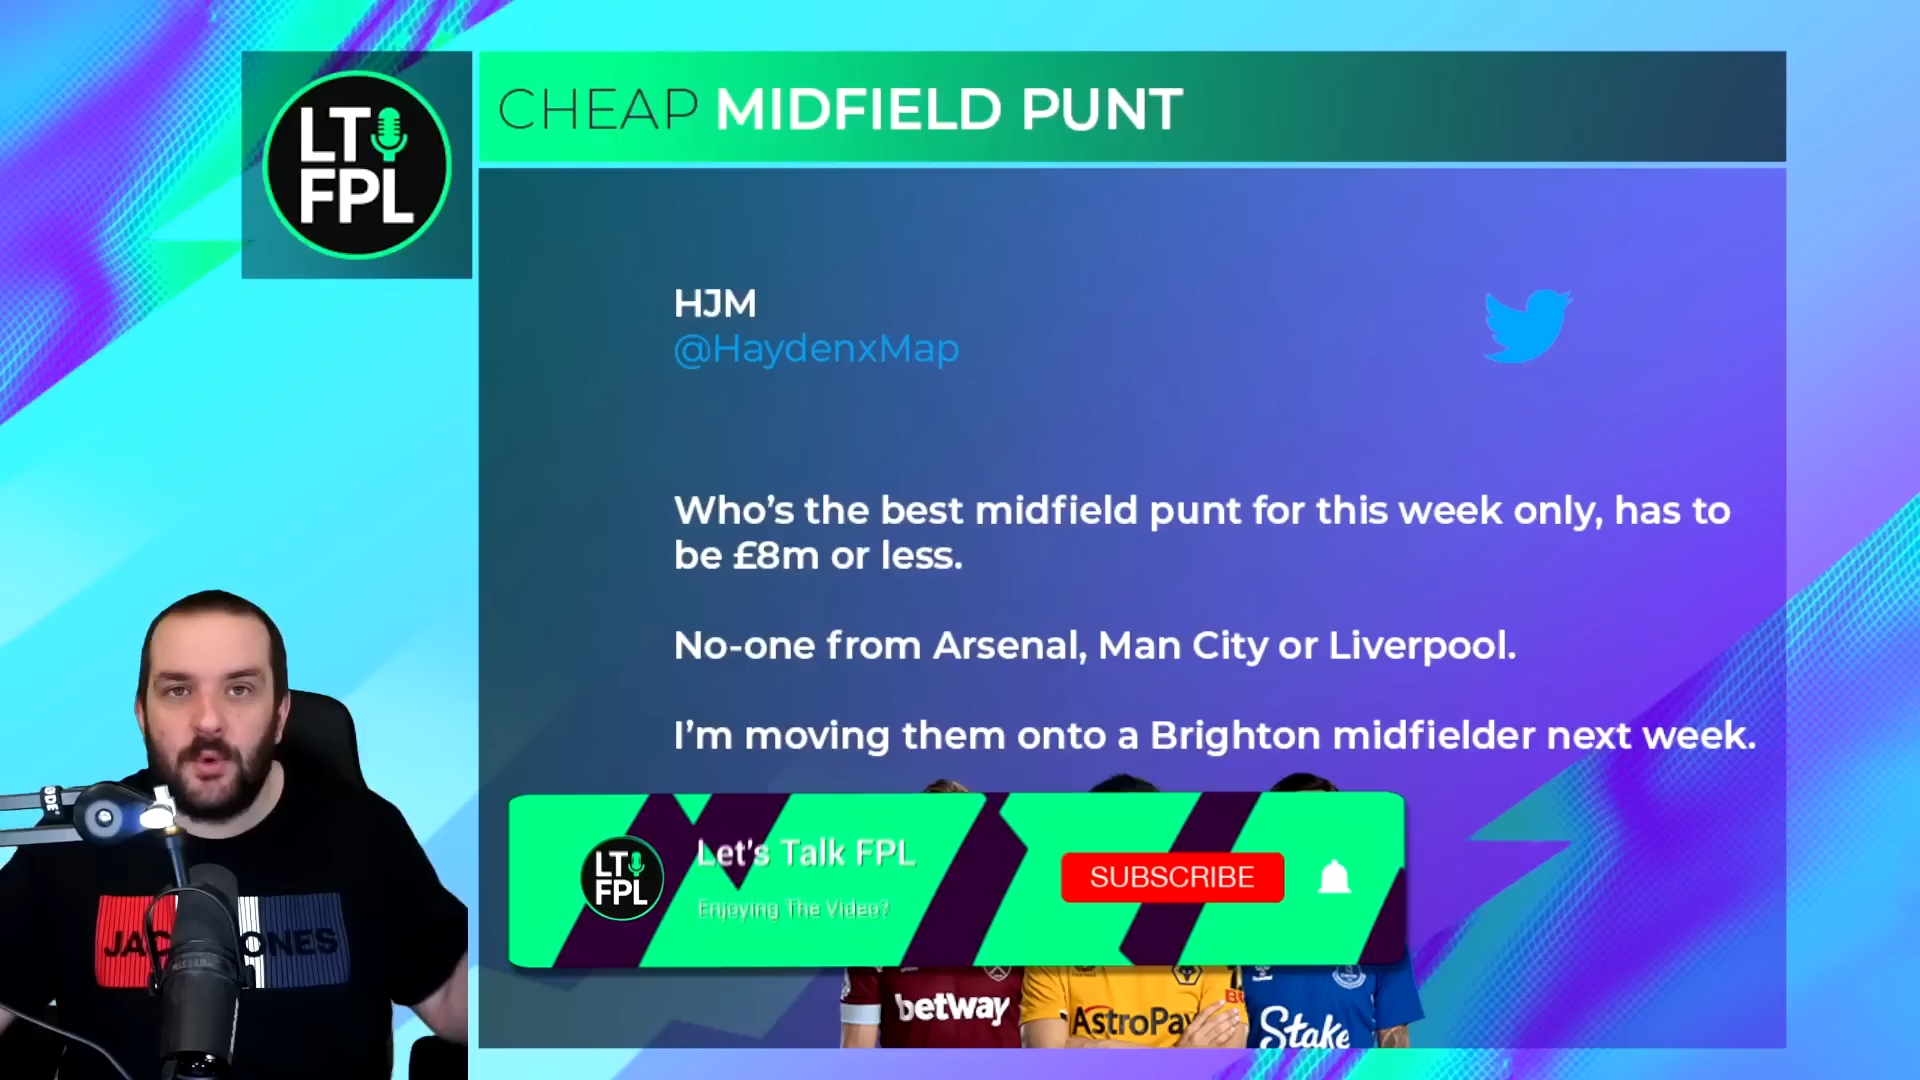 LT
FPL
CHEAP MIDFIELD PUNT
HJM
@HaydenxMap
Who's the best midfield punt for this week only, has to
be £8m or less.
No-one from Arsenal, Man City or Liverpool.
I'm moving them onto a Brighton midfielder next week.
LT
FPL
Let's Talk FPL
Enjoying The Video?
SUBSCRIBE
betway
AstroPay
Stake